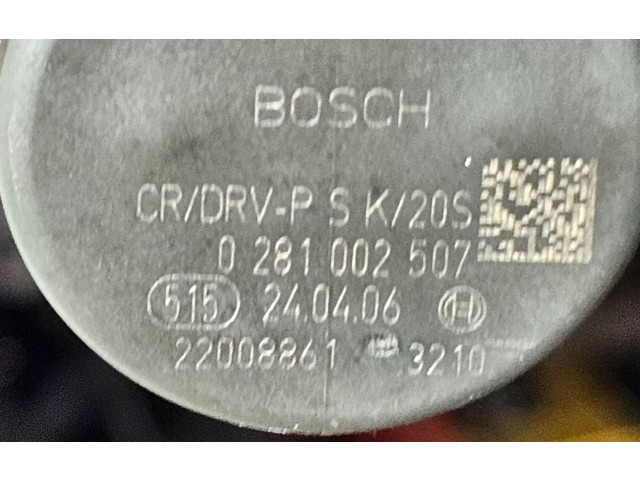 BOSCH
CR/DRV-P S K/20S
0 281 002 507
515 24.04.06
22008861 3210